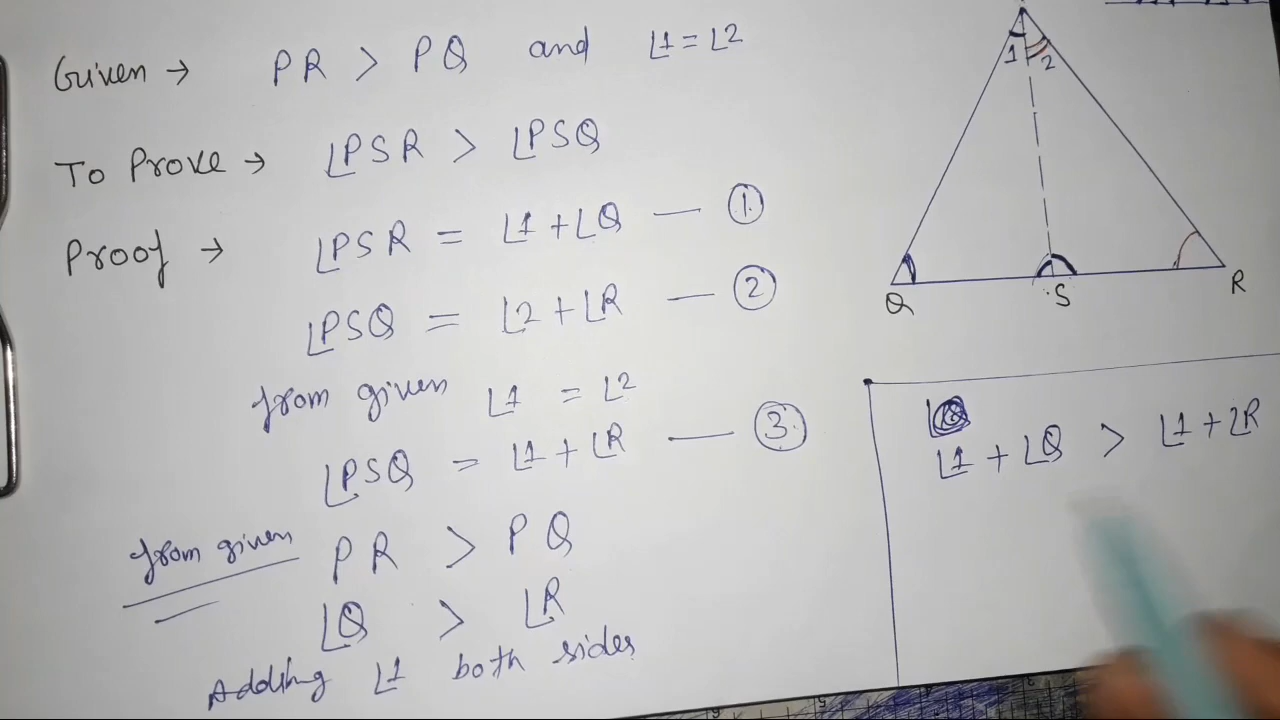 Given → PR > PQ and ∠1 = ∠2
To Prove → ∠PSR > ∠PSQ
Proof → ∠PSR = ∠1 + ∠Q — ①
∠PSQ = ∠2 + ∠R — ②
from given ∠1 = ∠2
∠PSQ = ∠1 + ∠R — ③
from given PR > PQ
∠Q > ∠R
Adding ∠1 both sides
1 2
Q S R
∠1 + ∠Q > ∠1 + ∠R